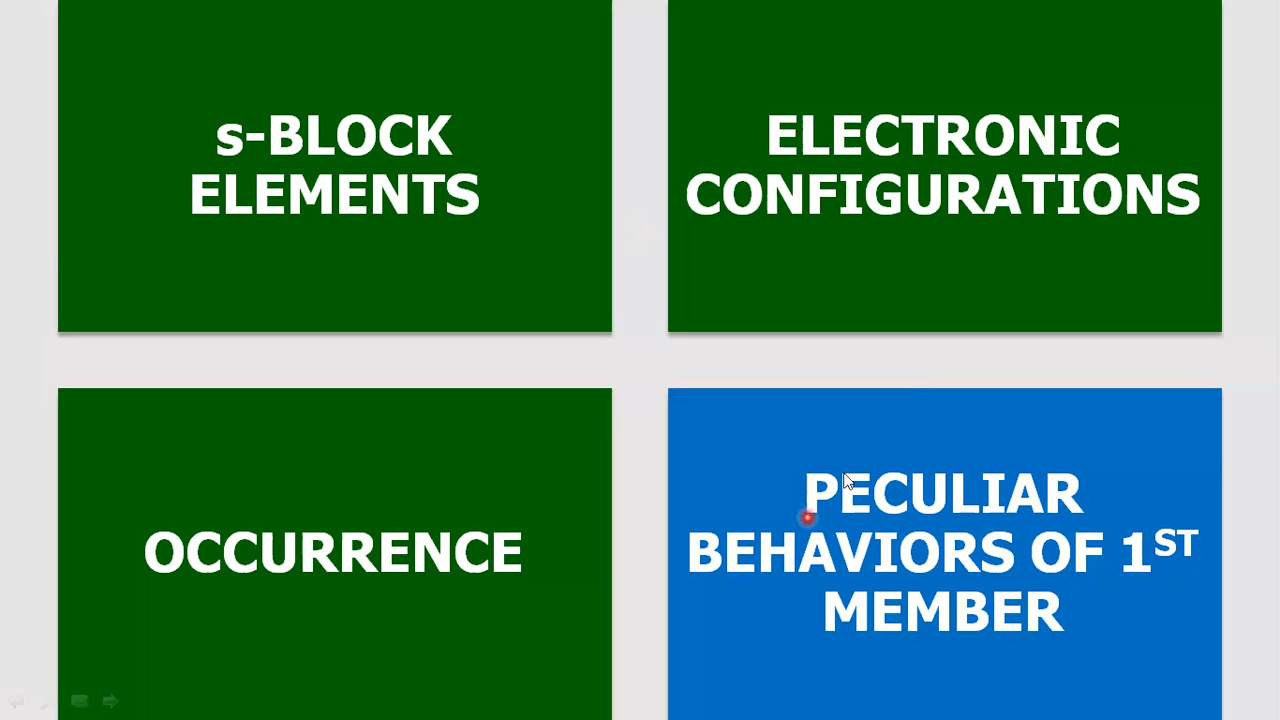 s-BLOCK
ELEMENTS
ELECTRONIC
CONFIGURATIONS
OCCURRENCE
PECULIAR
BEHAVIORS OF 1ST
MEMBER